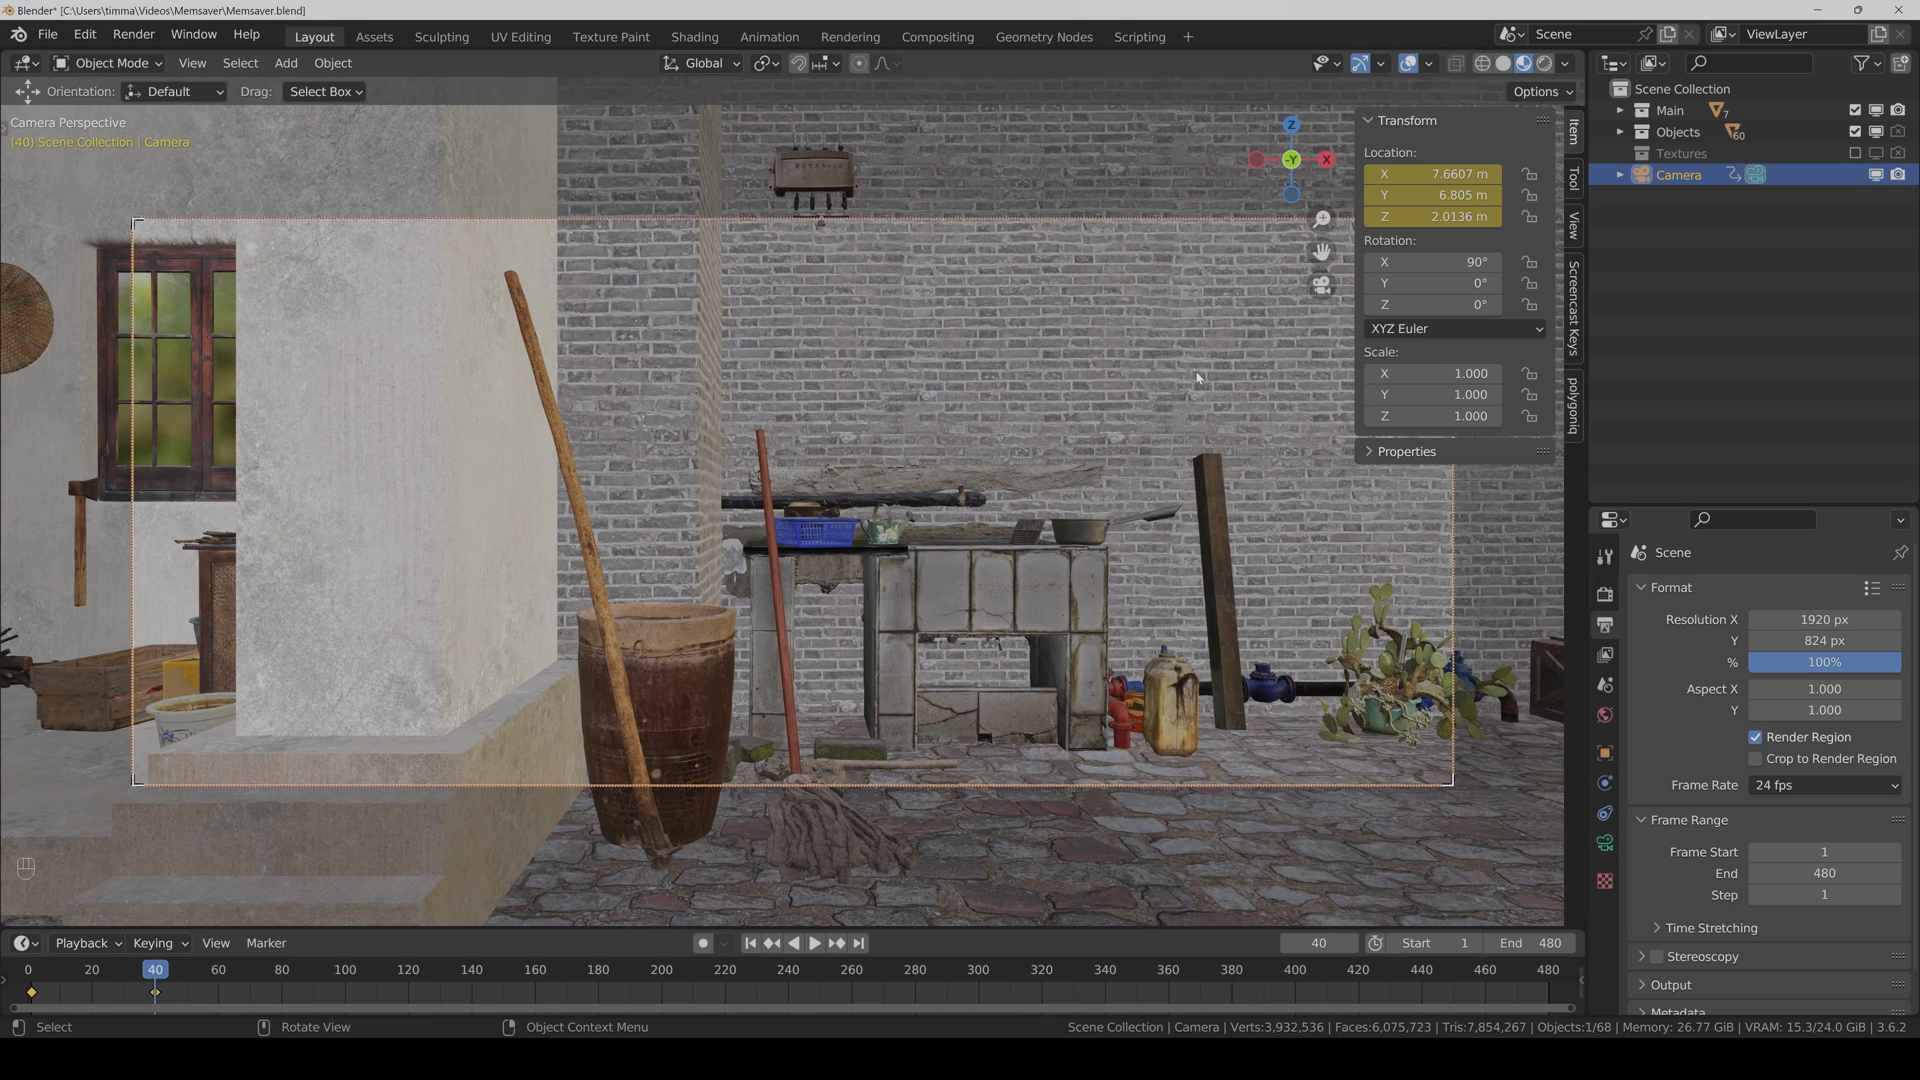 Blender* [C:\Users\timma\Videos\Memsaver\Memsaver.blend]
File Edit Render Window Help Layout Assets Sculpting UV Editing Texture Paint Shading Animation Rendering Compositing Geometry Nodes Scripting + Scene ViewLayer
Object Mode View Select Add Object Global
Orientation: Default Drag: Select Box Options
Camera Perspective
(40) Scene Collection | Camera
Z
-Y X
Transform
Location:
X 7.6607 m
Y 6.805 m
Z 2.0136 m
Rotation:
X 90°
Y 0°
Z 0°
XYZ Euler
Scale:
X 1.000
Y 1.000
Z 1.000
Properties
Item
Tool
View
Screencast Keys
polygoniq
Scene Collection
Main 7
Objects 60
Textures
Camera
Scene
Format
Resolution X 1920 px
Y 824 px
% 100%
Aspect X 1.000
Y 1.000
Render Region
Crop to Render Region
Frame Rate 24 fps
Frame Range
Frame Start 1
End 480
Step 1
Time Stretching
Stereoscopy
Output
Metadata
Playback Keying View Marker 40 Start 1 End 480
0 20 40 60 80 100 120 140 160 180 200 220 240 260 280 300 320 340 360 380 400 420 440 460 480
Select Rotate View Object Context Menu Scene Collection | Camera | Verts:3,932,536 | Faces:6,075,723 | Tris:7,854,267 | Objects:1/68 | Memory: 26.77 GiB | VRAM: 15.3/24.0 GiB | 3.6.2